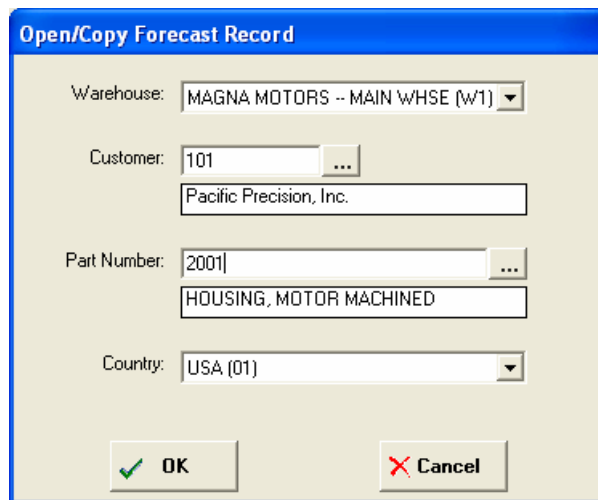 Open/Copy Forecast Record
Warehouse: MAGNA MOTORS -- MAIN WHSE (W1)
Customer: 101 ...
Pacific Precision, Inc.
Part Number: 2001 ...
HOUSING, MOTOR MACHINED
Country: USA (01)
OK Cancel